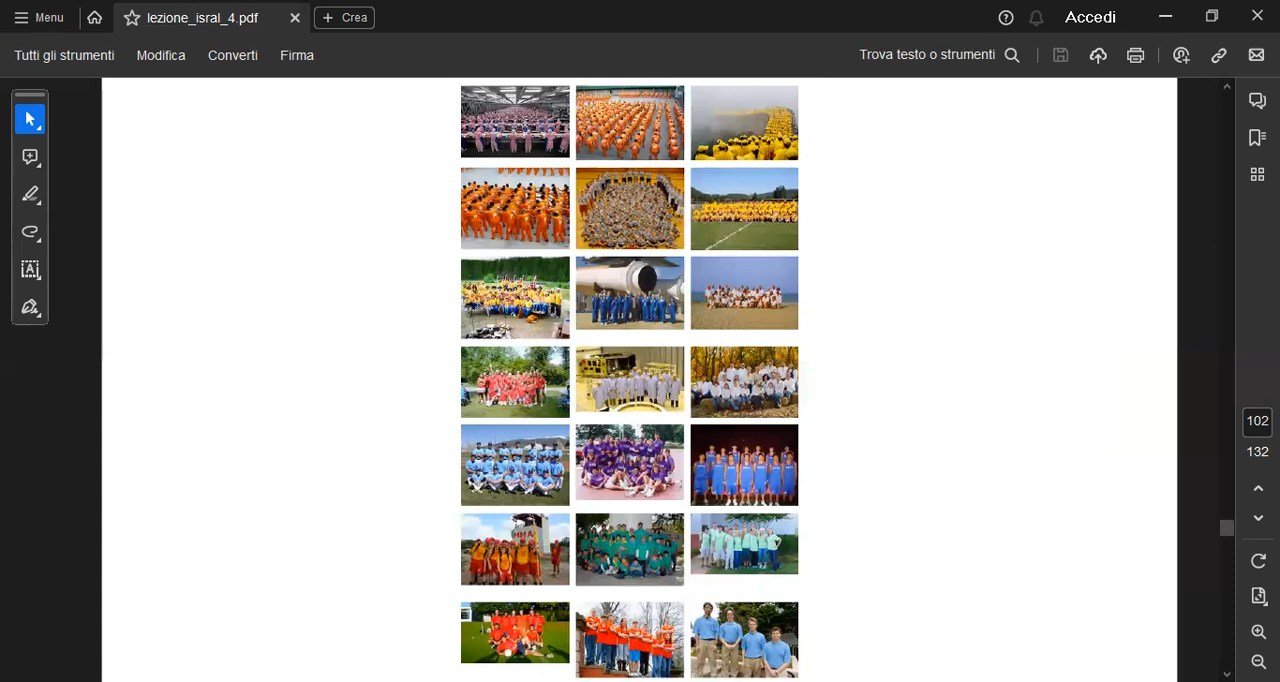 Menu
lezione_isral_4.pdf
Crea
Accedi
Tutti gli strumenti
Modifica
Converti
Firma
Trova testo o strumenti
102
132